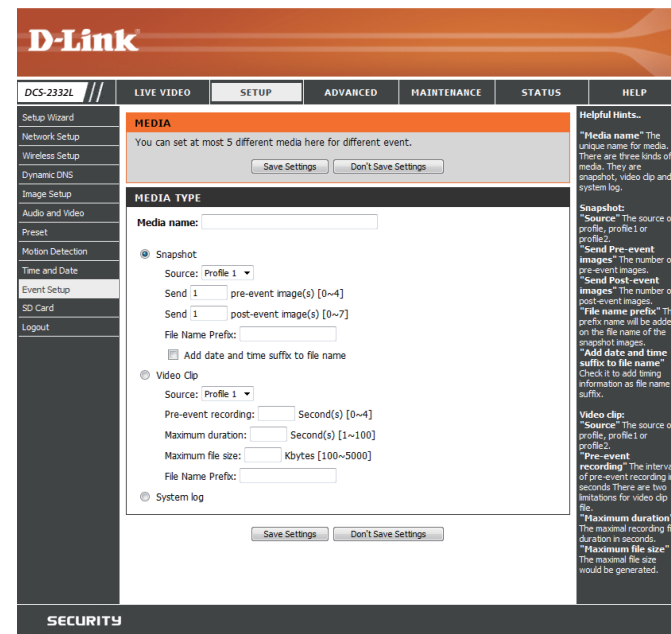 D-Link
DCS-2332L // LIVE VIDEO SETUP ADVANCED MAINTENANCE STATUS HELP
Setup Wizard
Network Setup
Wireless Setup
Dynamic DNS
Image Setup
Audio and Video
Preset
Motion Detection
Time and Date
Event Setup
SD Card
Logout
MEDIA
You can set at most 5 different media here for different event.
Save Settings Don't Save Settings
MEDIA TYPE
Media name:
Snapshot
Source: Profile 1
Send 1 pre-event image(s) [0~4]
Send 1 post-event image(s) [0~7]
File Name Prefix:
Add date and time suffix to file name
Video Clip
Source: Profile 1
Pre-event recording: Second(s) [0~4]
Maximum duration: Second(s) [1~100]
Maximum file size: Kbytes [100~5000]
File Name Prefix:
System log
Save Settings Don't Save Settings
Helpful Hints..
"Media name" The
unique name for media.
There are three kinds of
media. They are
snapshot, video clip and
system log.
Snapshot:
"Source" The source o
profile, profile1 or
profile2.
"Send Pre-event
images" The number o
pre-event images.
"Send Post-event
images" The number o
post-event images.
"File name prefix" Th
prefix name will be adde
on the file name of the
snapshot images.
"Add date and time
suffix to file name"
Check it to add timing
information as file name
suffix.
Video clip:
"Source" The source o
profile, profile1 or
profile2.
"Pre-event
recording" The interva
of pre-event recording i
seconds There are two
limitations for video clip
file.
"Maximum duration"
The maximal recording fi
duration in seconds.
"Maximum file size"
The maximal file size
would be generated.
SECURITY